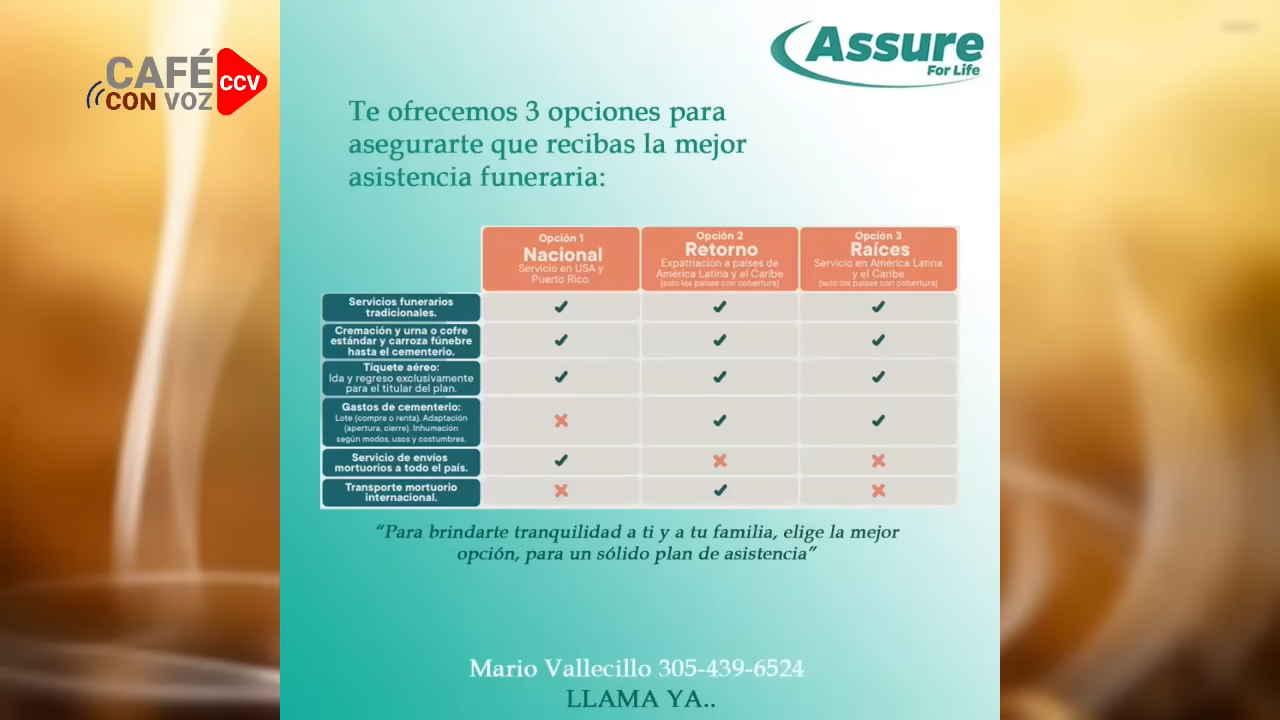 CAFÉ
CON VOZ
CCV
Assure
For Life
Te ofrecemos 3 opciones para
asegurarte que recibas la mejor
asistencia funeraria:
Opción 1
Nacional
Servicio en USA y
Puerto Rico.
Opción 2
Retorno
Expatriación a países de
América Latina y el Caribe
(solo los países con cobertura)
Opción 3
Raíces
Servicio en América Latina
y el Caribe
(solo los países con cobertura)
Servicios funerarios
tradicionales.
Cremación y urna o cofre
estándar y carroza fúnebre
hasta el cementerio.
Tíquete aéreo:
Ida y regreso exclusivamente
para el titular del plan.
Gastos de cementerio:
Lote (compra o renta). Adaptación
(apertura, cierre). Inhumación
según modos, usos y costumbres.
Servicio de envíos
mortuorios a todo el país.
Transporte mortuorio
internacional.
“Para brindarte tranquilidad a ti y a tu familia, elige la mejor
opción, para un sólido plan de asistencia”
Mario Vallecillo 305-439-6524
LLAMA YA..